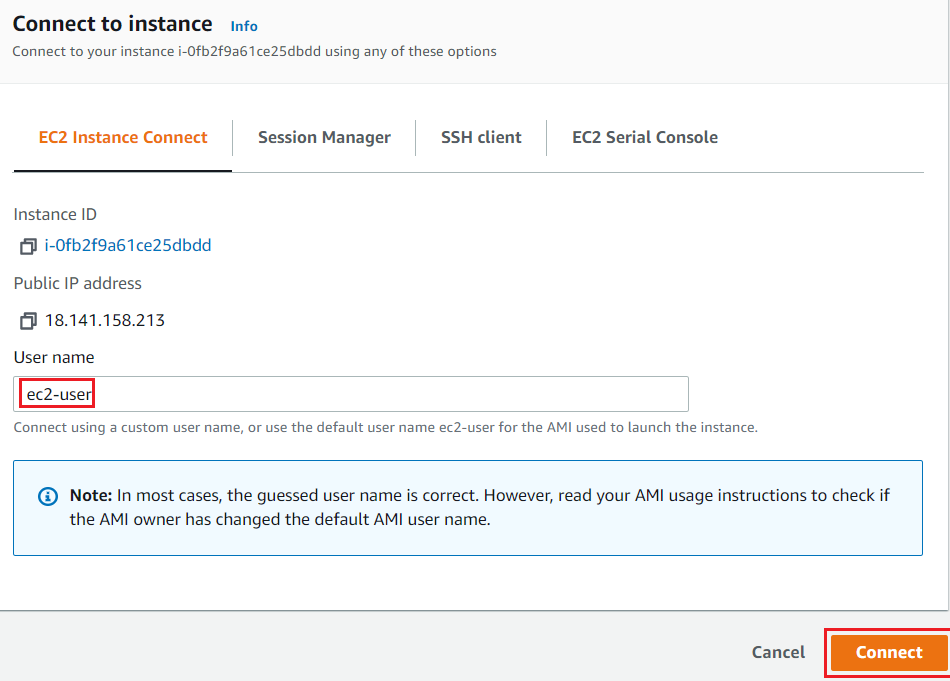 Connect to instance Info
Connect to your instance i-0fb2f9a61ce25dbdd using any of these options
EC2 Instance Connect Session Manager SSH client EC2 Serial Console
Instance ID
i-0fb2f9a61ce25dbdd
Public IP address
18.141.158.213
User name
ec2-user
Connect using a custom user name, or use the default user name ec2-user for the AMI used to launch the instance.
Note: In most cases, the guessed user name is correct. However, read your AMI usage instructions to check if
the AMI owner has changed the default AMI user name.
Cancel Connect